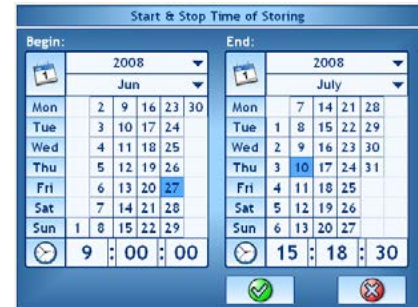 Start & Stop Time of Storing
Begin:
1
2008
Jun
Mon 2 9 16 23 30
Tue 3 10 17 24
Wed 4 11 18 25
Thu 5 12 19 26
Fri 6 13 20 27
Sat 7 14 21 28
Sun 1 8 15 22 29
9 : 00 : 00
End:
1
2008
July
Mon 7 14 21 28
Tue 1 8 15 22 29
Wed 2 9 16 23 30
Thu 3 10 17 24 31
Fri 4 11 18 25
Sat 5 12 19 26
Sun 6 13 20 27
15 : 18 : 30